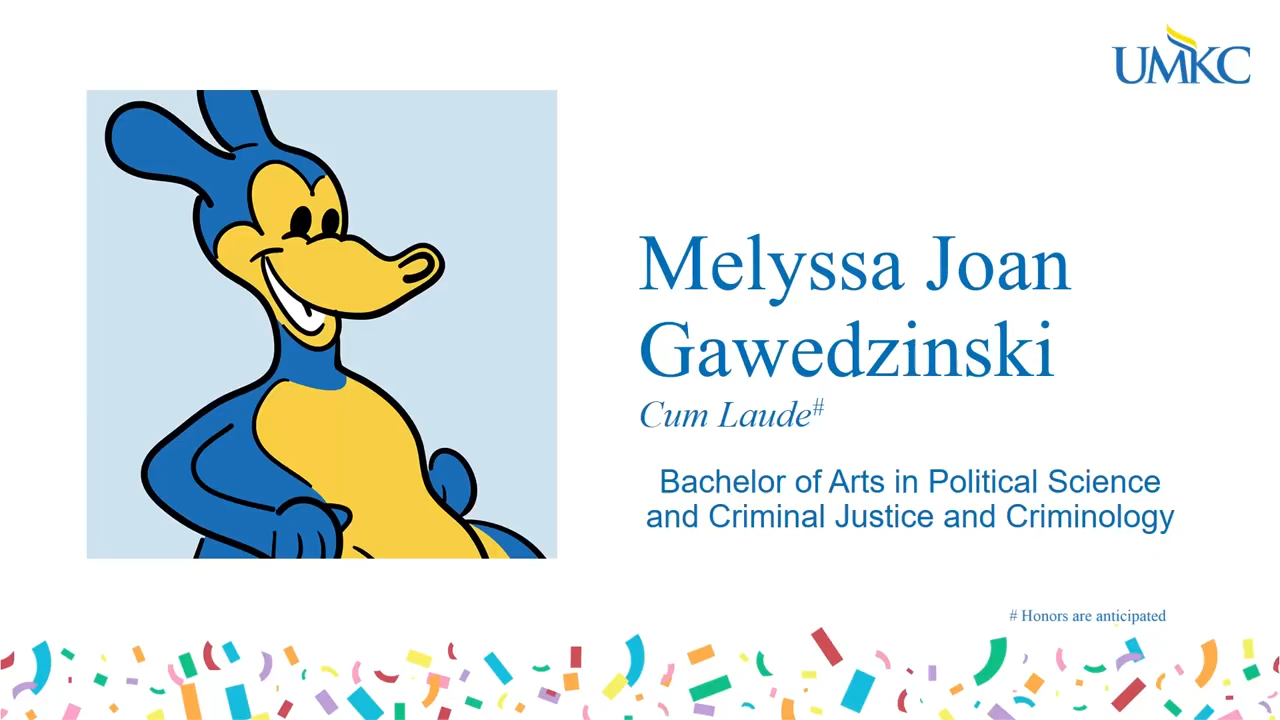 UMKC
Melyssa Joan
Gawedzinski
Cum Laude#
Bachelor of Arts in Political Science
and Criminal Justice and Criminology
# Honors are anticipated